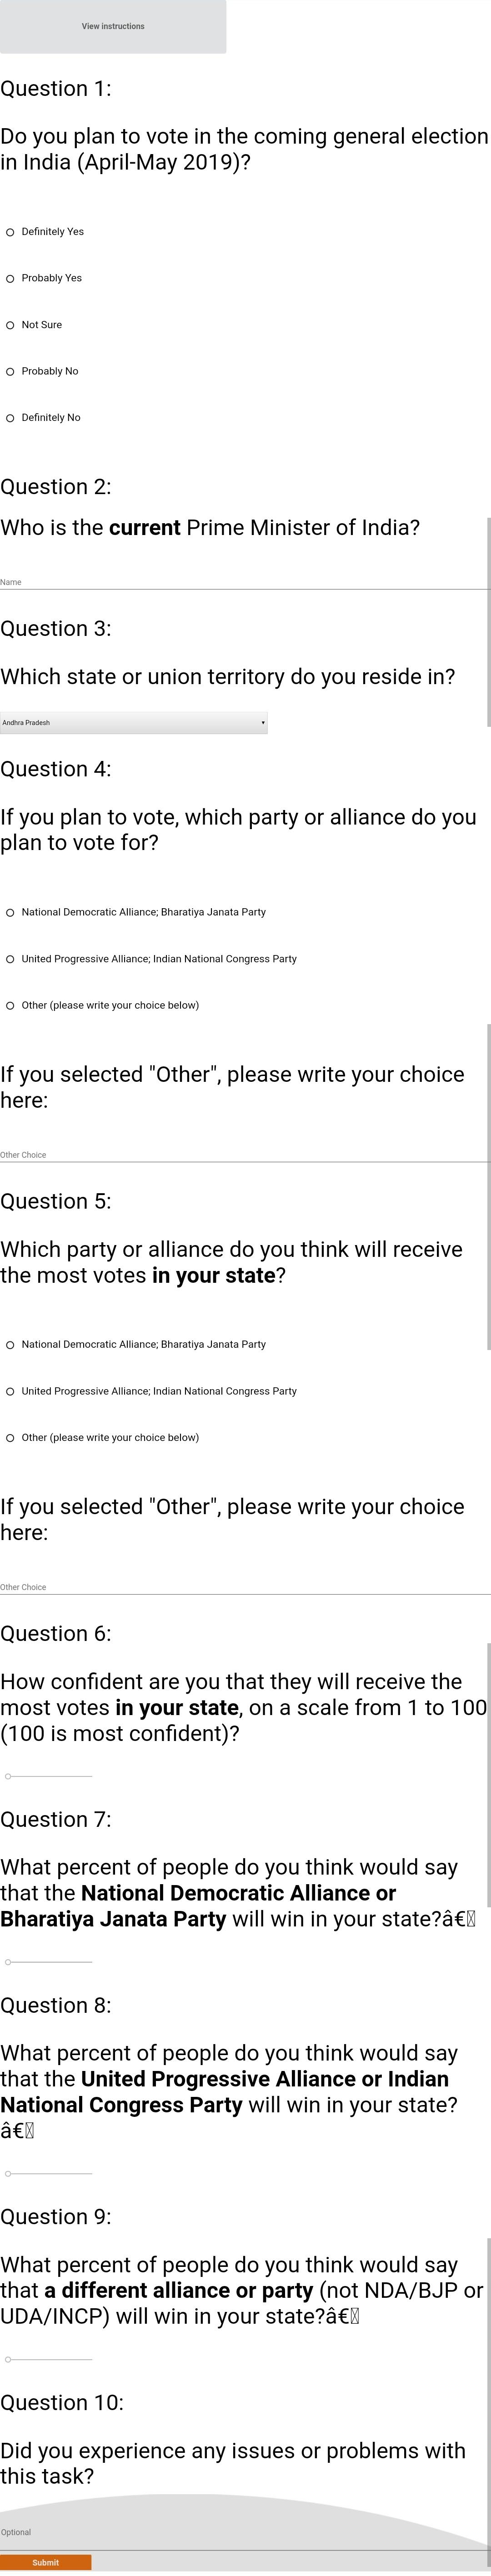 View instructions
Question 1:
Do you plan to vote in the coming general election
in India (April-May 2019)?
Definitely Yes
Probably Yes
Not Sure
Probably No
Definitely No
Question 2:
Who is the current Prime Minister of India?
Name
Question 3:
Which state or union territory do you reside in?
Andhra Pradesh
Question 4:
If you plan to vote, which party or alliance do you
plan to vote for?
National Democratic Alliance; Bharatiya Janata Party
United Progressive Alliance; Indian National Congress Party
Other (please write your choice below)
If you selected "Other", please write your choice
here:
Other Choice
Question 5:
Which party or alliance do you think will receive
the most votes in your state?
National Democratic Alliance; Bharatiya Janata Party
United Progressive Alliance; Indian National Congress Party
Other (please write your choice below)
If you selected "Other", please write your choice
here:
Other Choice
Question 6:
How confident are you that they will receive the
most votes in your state, on a scale from 1 to 100
(100 is most confident)?
Question 7:
What percent of people do you think would say
that the National Democratic Alliance or
Bharatiya Janata Party will win in your state?â€
Question 8:
What percent of people do you think would say
that the United Progressive Alliance or Indian
National Congress Party will win in your state?
â€
Question 9:
What percent of people do you think would say
that a different alliance or party (not NDA/BJP or
UDA/INCP) will win in your state?â€
Question 10:
Did you experience any issues or problems with
this task?
Optional
Submit